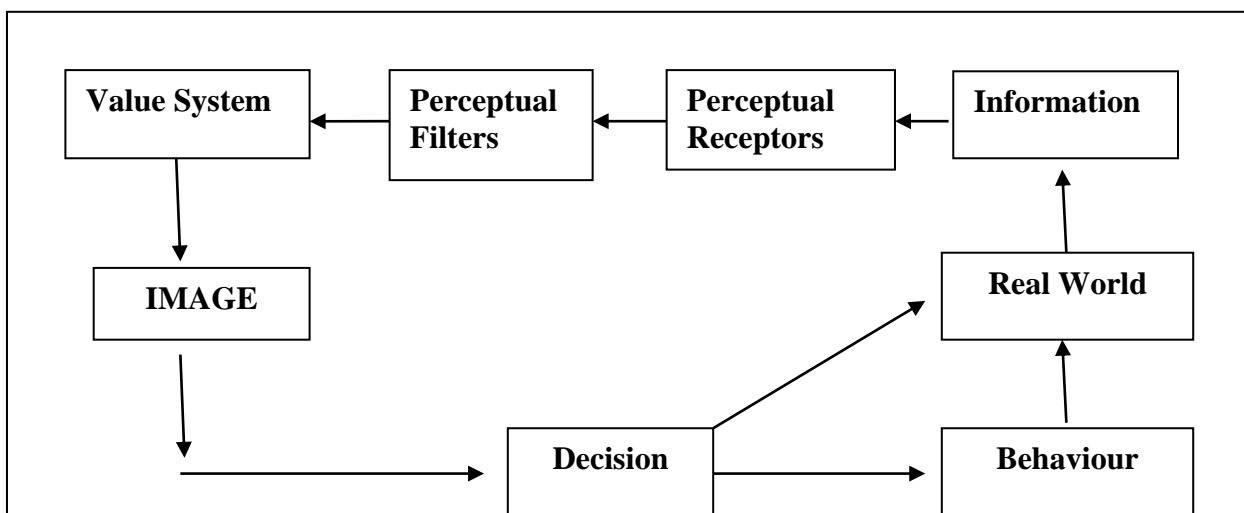 Value System
Perceptual
Filters
Perceptual
Receptors
Information
IMAGE
Real World
Decision
Behaviour